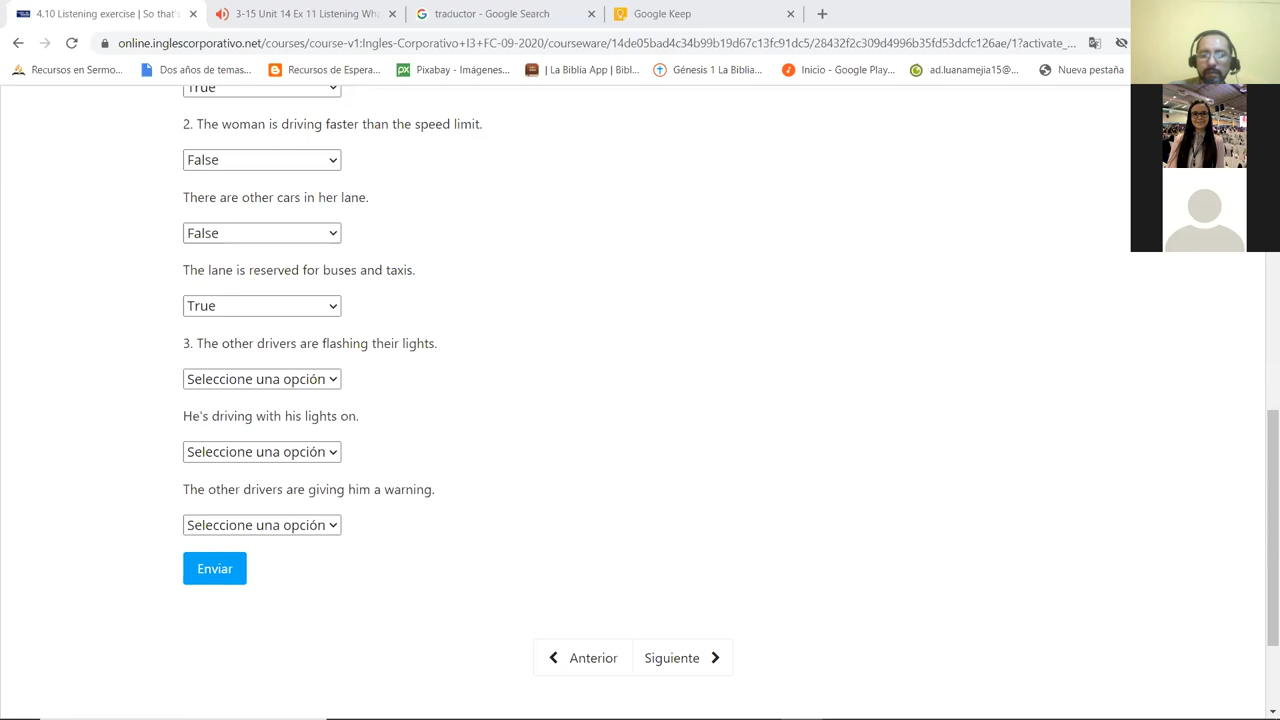 4.10 Listening exercise | So that's
3-15 Unit 14 Ex 11 Listening Wha
traductor - Google Search
Google Keep
online.inglescorporativo.net/courses/course-v1:Ingles-Corporativo+I3+FC-09-2020/courseware/14de05bad4c34b99b19d67c13fc91dc5/28432f2c309d4996b35fd53dcfc126ae/1?activate_...
Recursos en Sermo...
Dos años de temas...
Recursos de Espera...
Pixabay - Imágenes...
| La Biblia App | Bibl...
Génesis 1 La Biblia...
Inicio - Google Play...
ad.luanamejia15@...
Nueva pestaña
True
2. The woman is driving faster than the speed limit.
False
There are other cars in her lane.
False
The lane is reserved for buses and taxis.
True
3. The other drivers are flashing their lights.
Seleccione una opción
He's driving with his lights on.
Seleccione una opción
The other drivers are giving him a warning.
Seleccione una opción
Enviar
Anterior
Siguiente